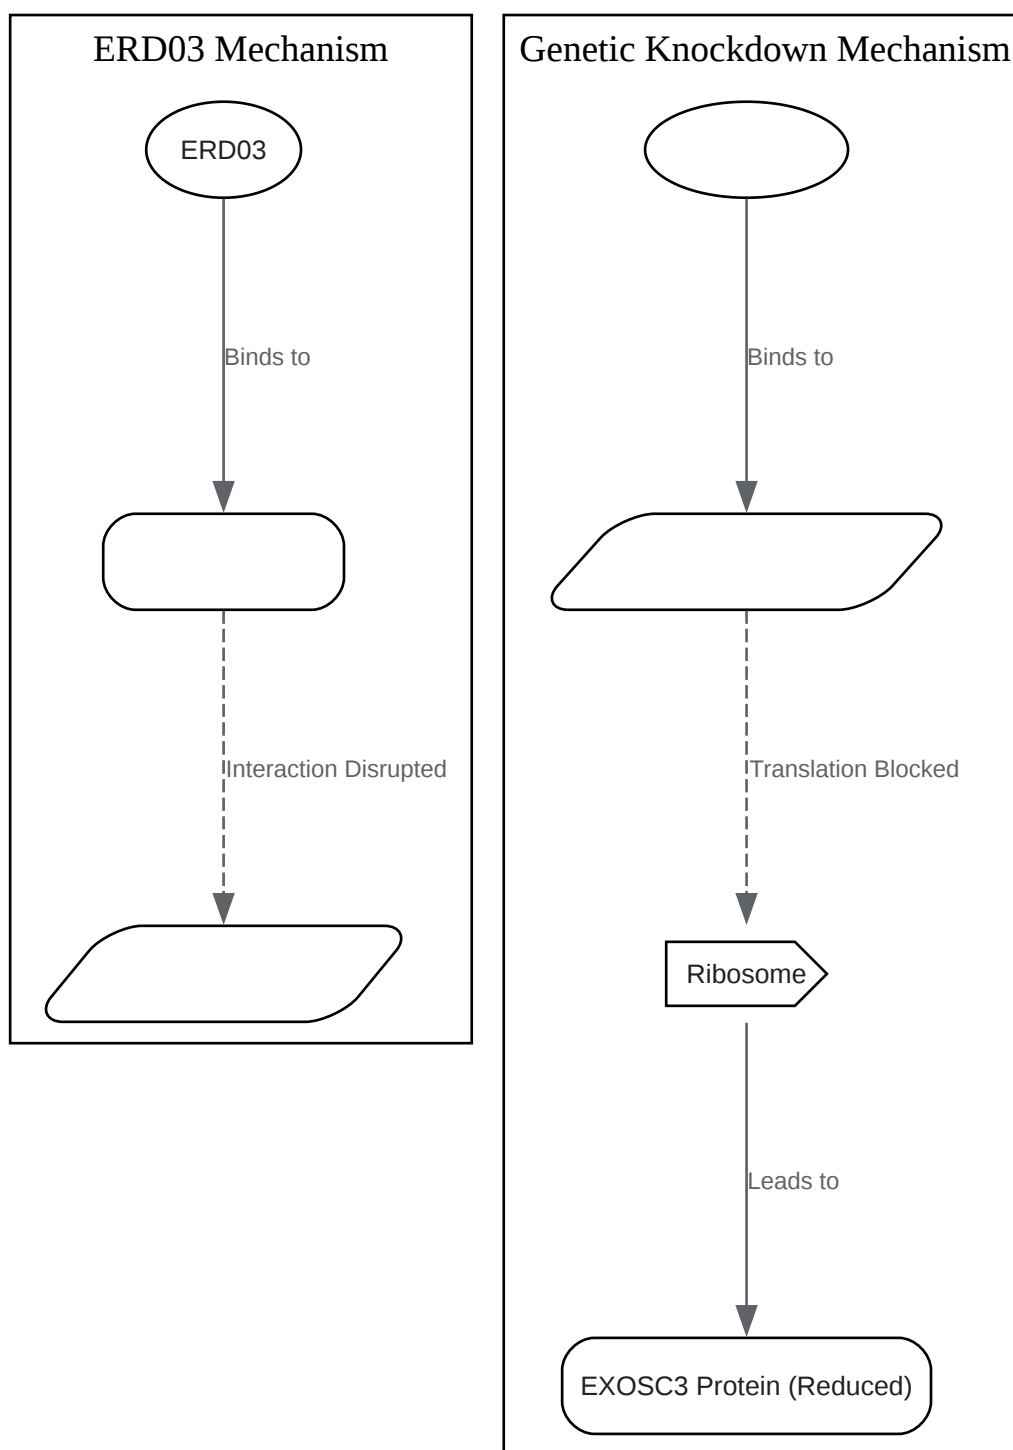 ERD03 Mechanism
ERD03
Binds to
Interaction Disrupted
Genetic Knockdown Mechanism
Binds to
Translation Blocked
Ribosome
Leads to
EXOSC3 Protein (Reduced)